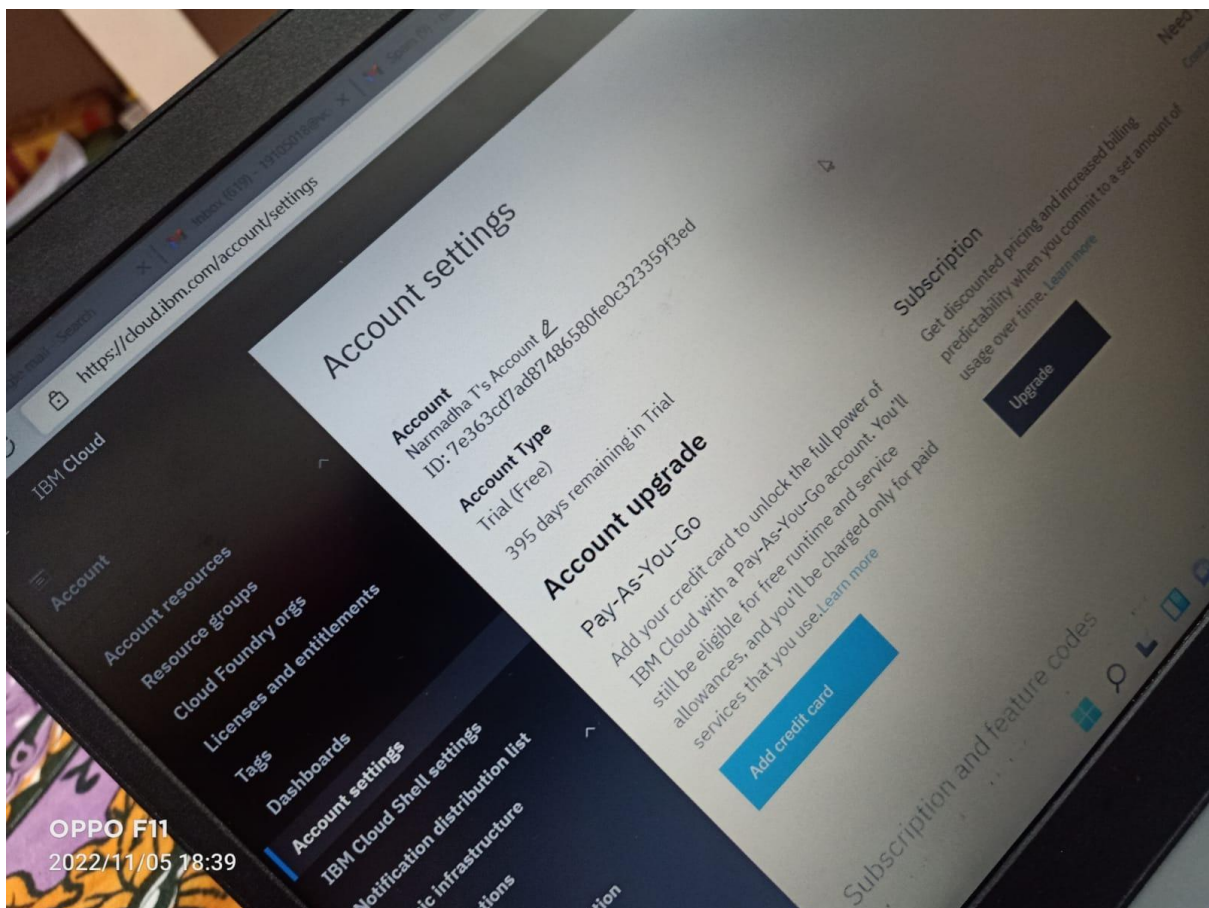 Inbox (619) - 1910501８@
https://cloud.ibm.com/account/settings
IBM Cloud
Account
Account resources
Resource groups
Cloud Foundry orgs
Licenses and entitlements
Tags
Dashboards
Account settings
IBM Cloud Shell settings
Notification distribution list
ic infrastructure
Account settings
Account
Narmadha T's Account
ID: 7e363cd7ad87486580fe0c323359f3ed
Account Type
Trial (Free)
395 days remaining in Trial
Account upgrade
Pay-As-You-Go
Add your credit card to unlock the full power of
IBM Cloud with a Pay-As-You-Go account. You'll
still be eligible for free runtime and service
allowances, and you'll be charged only for paid
services that you use.Learn more
Add credit card
Subscription
Get discounted pricing and increased billing
predictability when you commit to a set amount of
usage over time. Learn more
Upgrade
Need
Subscription and feature codes
OPPO F11
2022/11/05 18:39